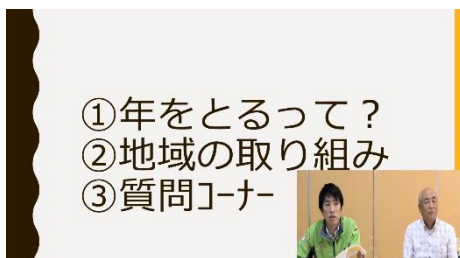 ①年をとるって？
②地域の取り組み
③質問ｺｰﾅｰ